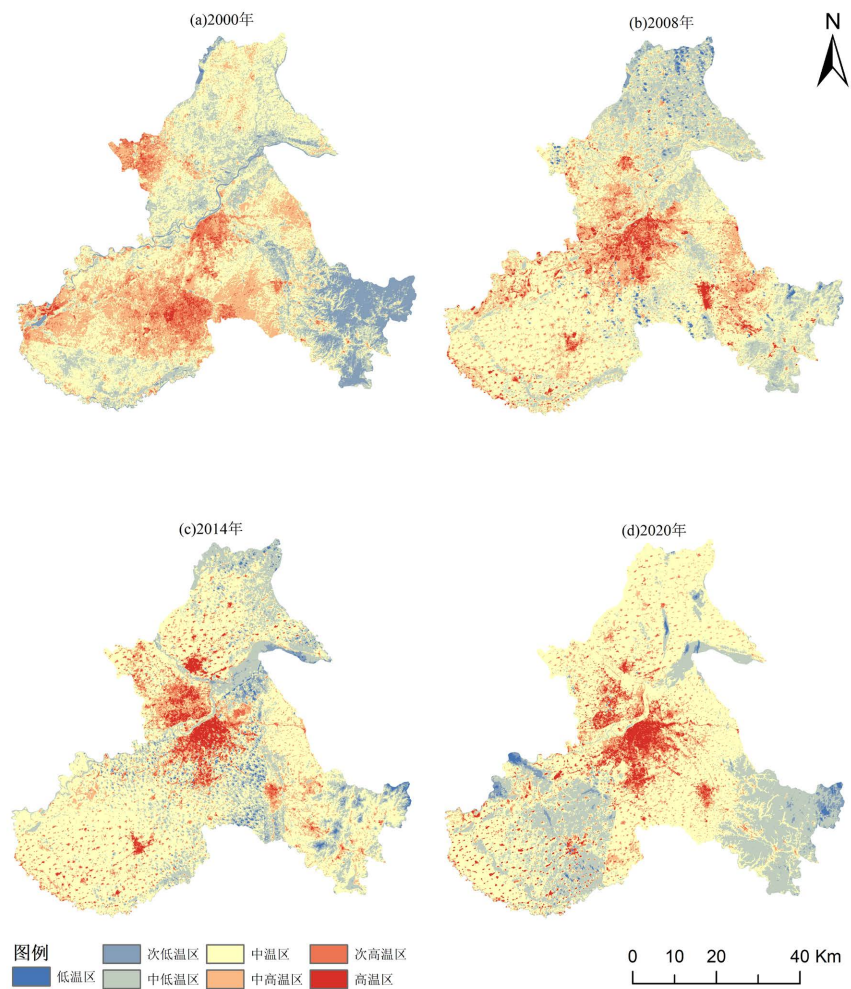 (a)2000年
(b)2008年
N
(c)2014年
(d)2020年
图例
低温区
次低温区
中低温区
中温区
中高温区
次高温区
高温区
0 10 20 40 Km